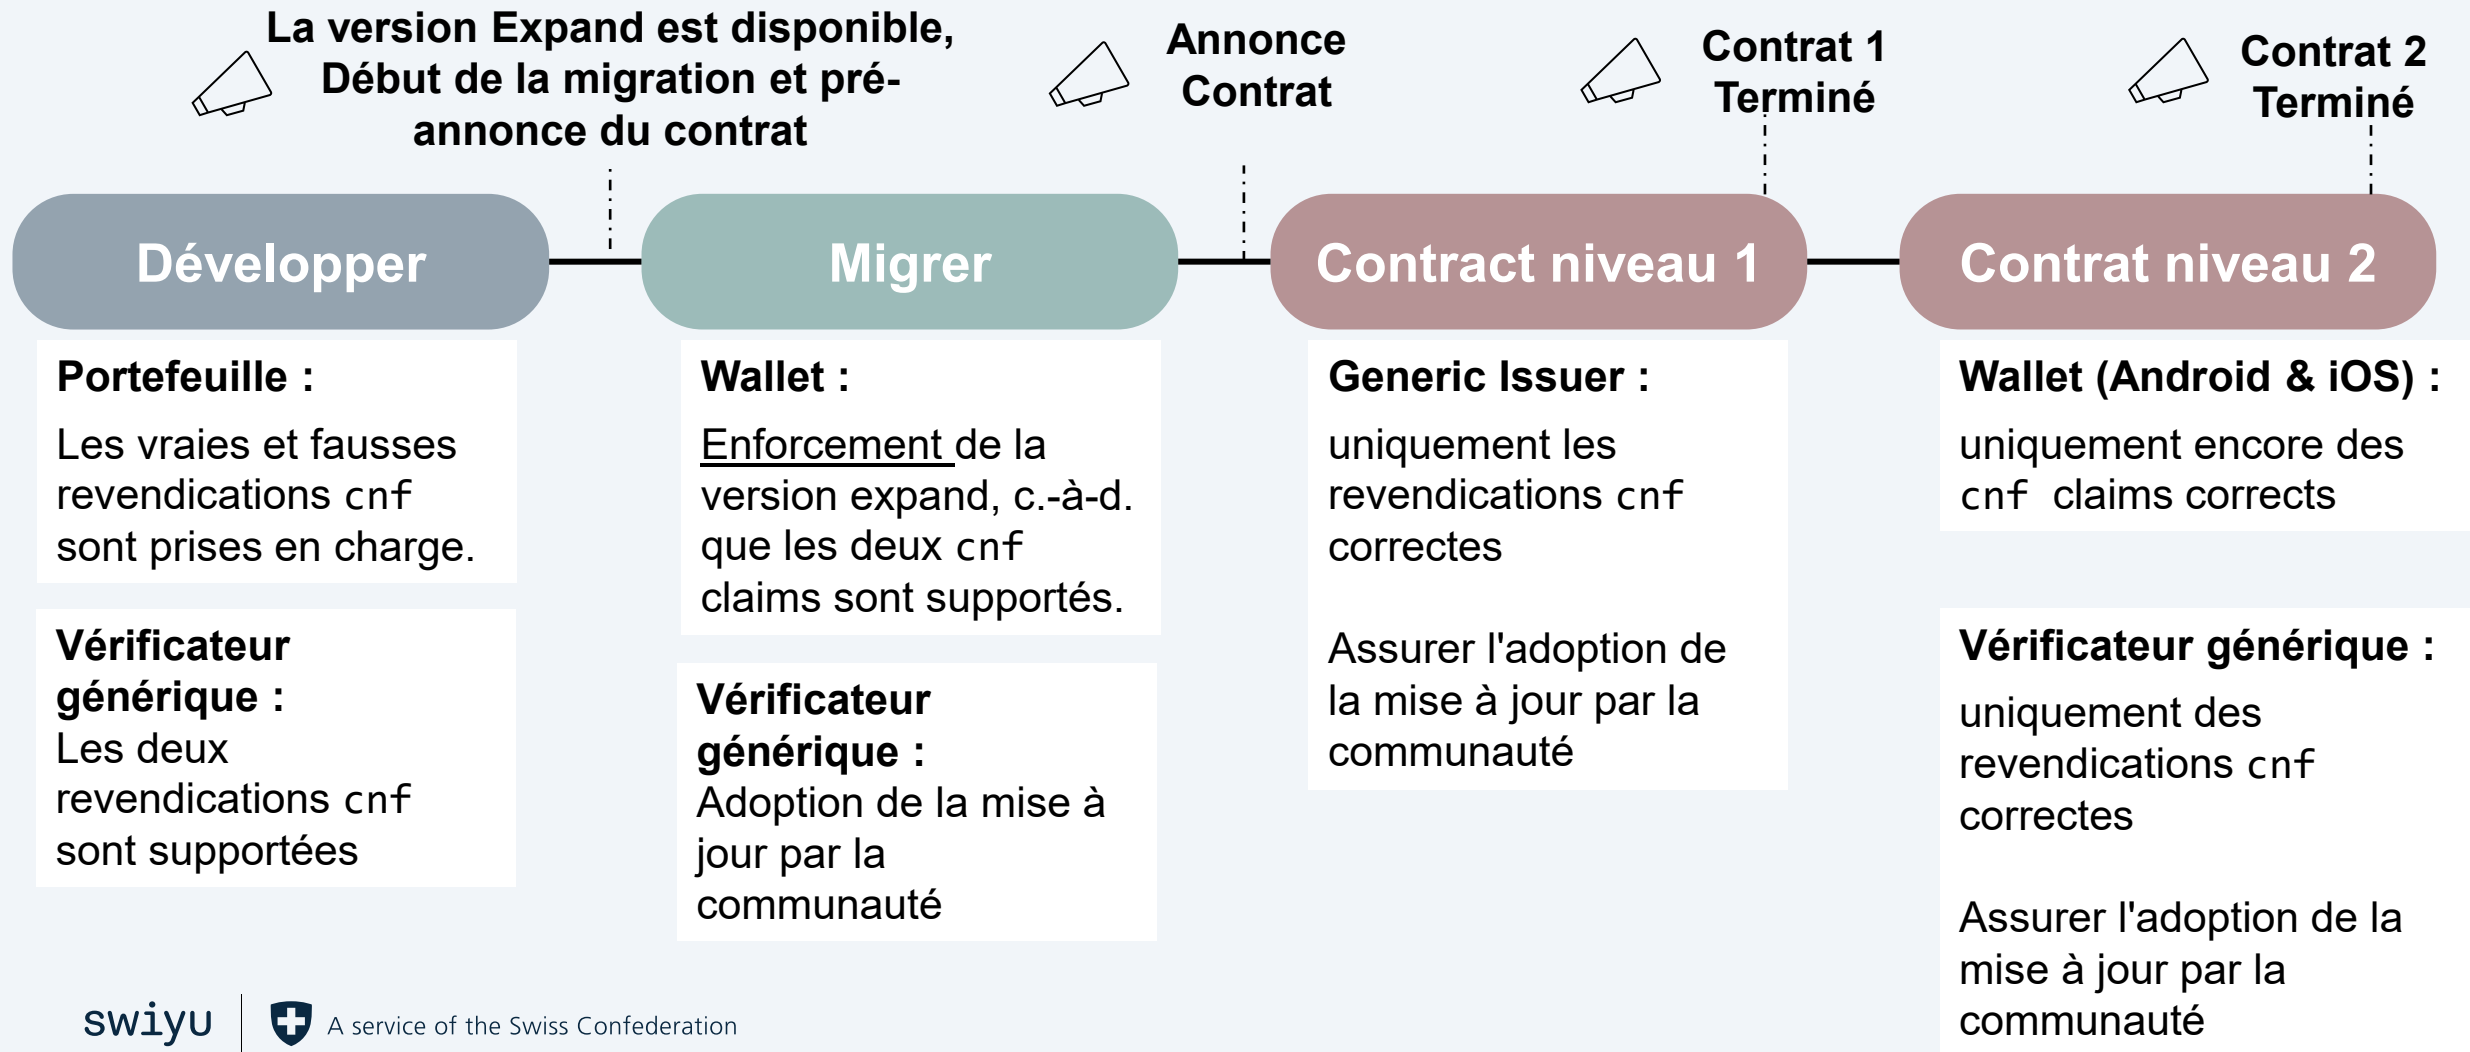 La version Expand est disponible,
Début de la migration et pré-
annonce du contrat
Annonce
Contrat
Contrat 1
Terminé
Contrat 2
Terminé
Développer
Migrer
Contract niveau 1
Contrat niveau 2
Portefeuille :
Les vraies et fausses
revendications cnf
sont prises en charge.
Vérificateur
générique :
Les deux
revendications cnf
sont supportées
Wallet :
Enforcement de la
version expand, c.-à-d.
que les deux cnf
claims sont supportés.
Vérificateur
générique :
Adoption de la mise à
jour par la
communauté
Generic Issuer :
uniquement les
revendications cnf
correctes
Assurer l'adoption de
la mise à jour par la
communauté
Wallet (Android & iOS) :
uniquement encore des
cnf claims corrects
Vérificateur générique :
uniquement des
revendications cnf
correctes
Assurer l'adoption de la
mise à jour par la
communauté
swiyu
A service of the Swiss Confederation